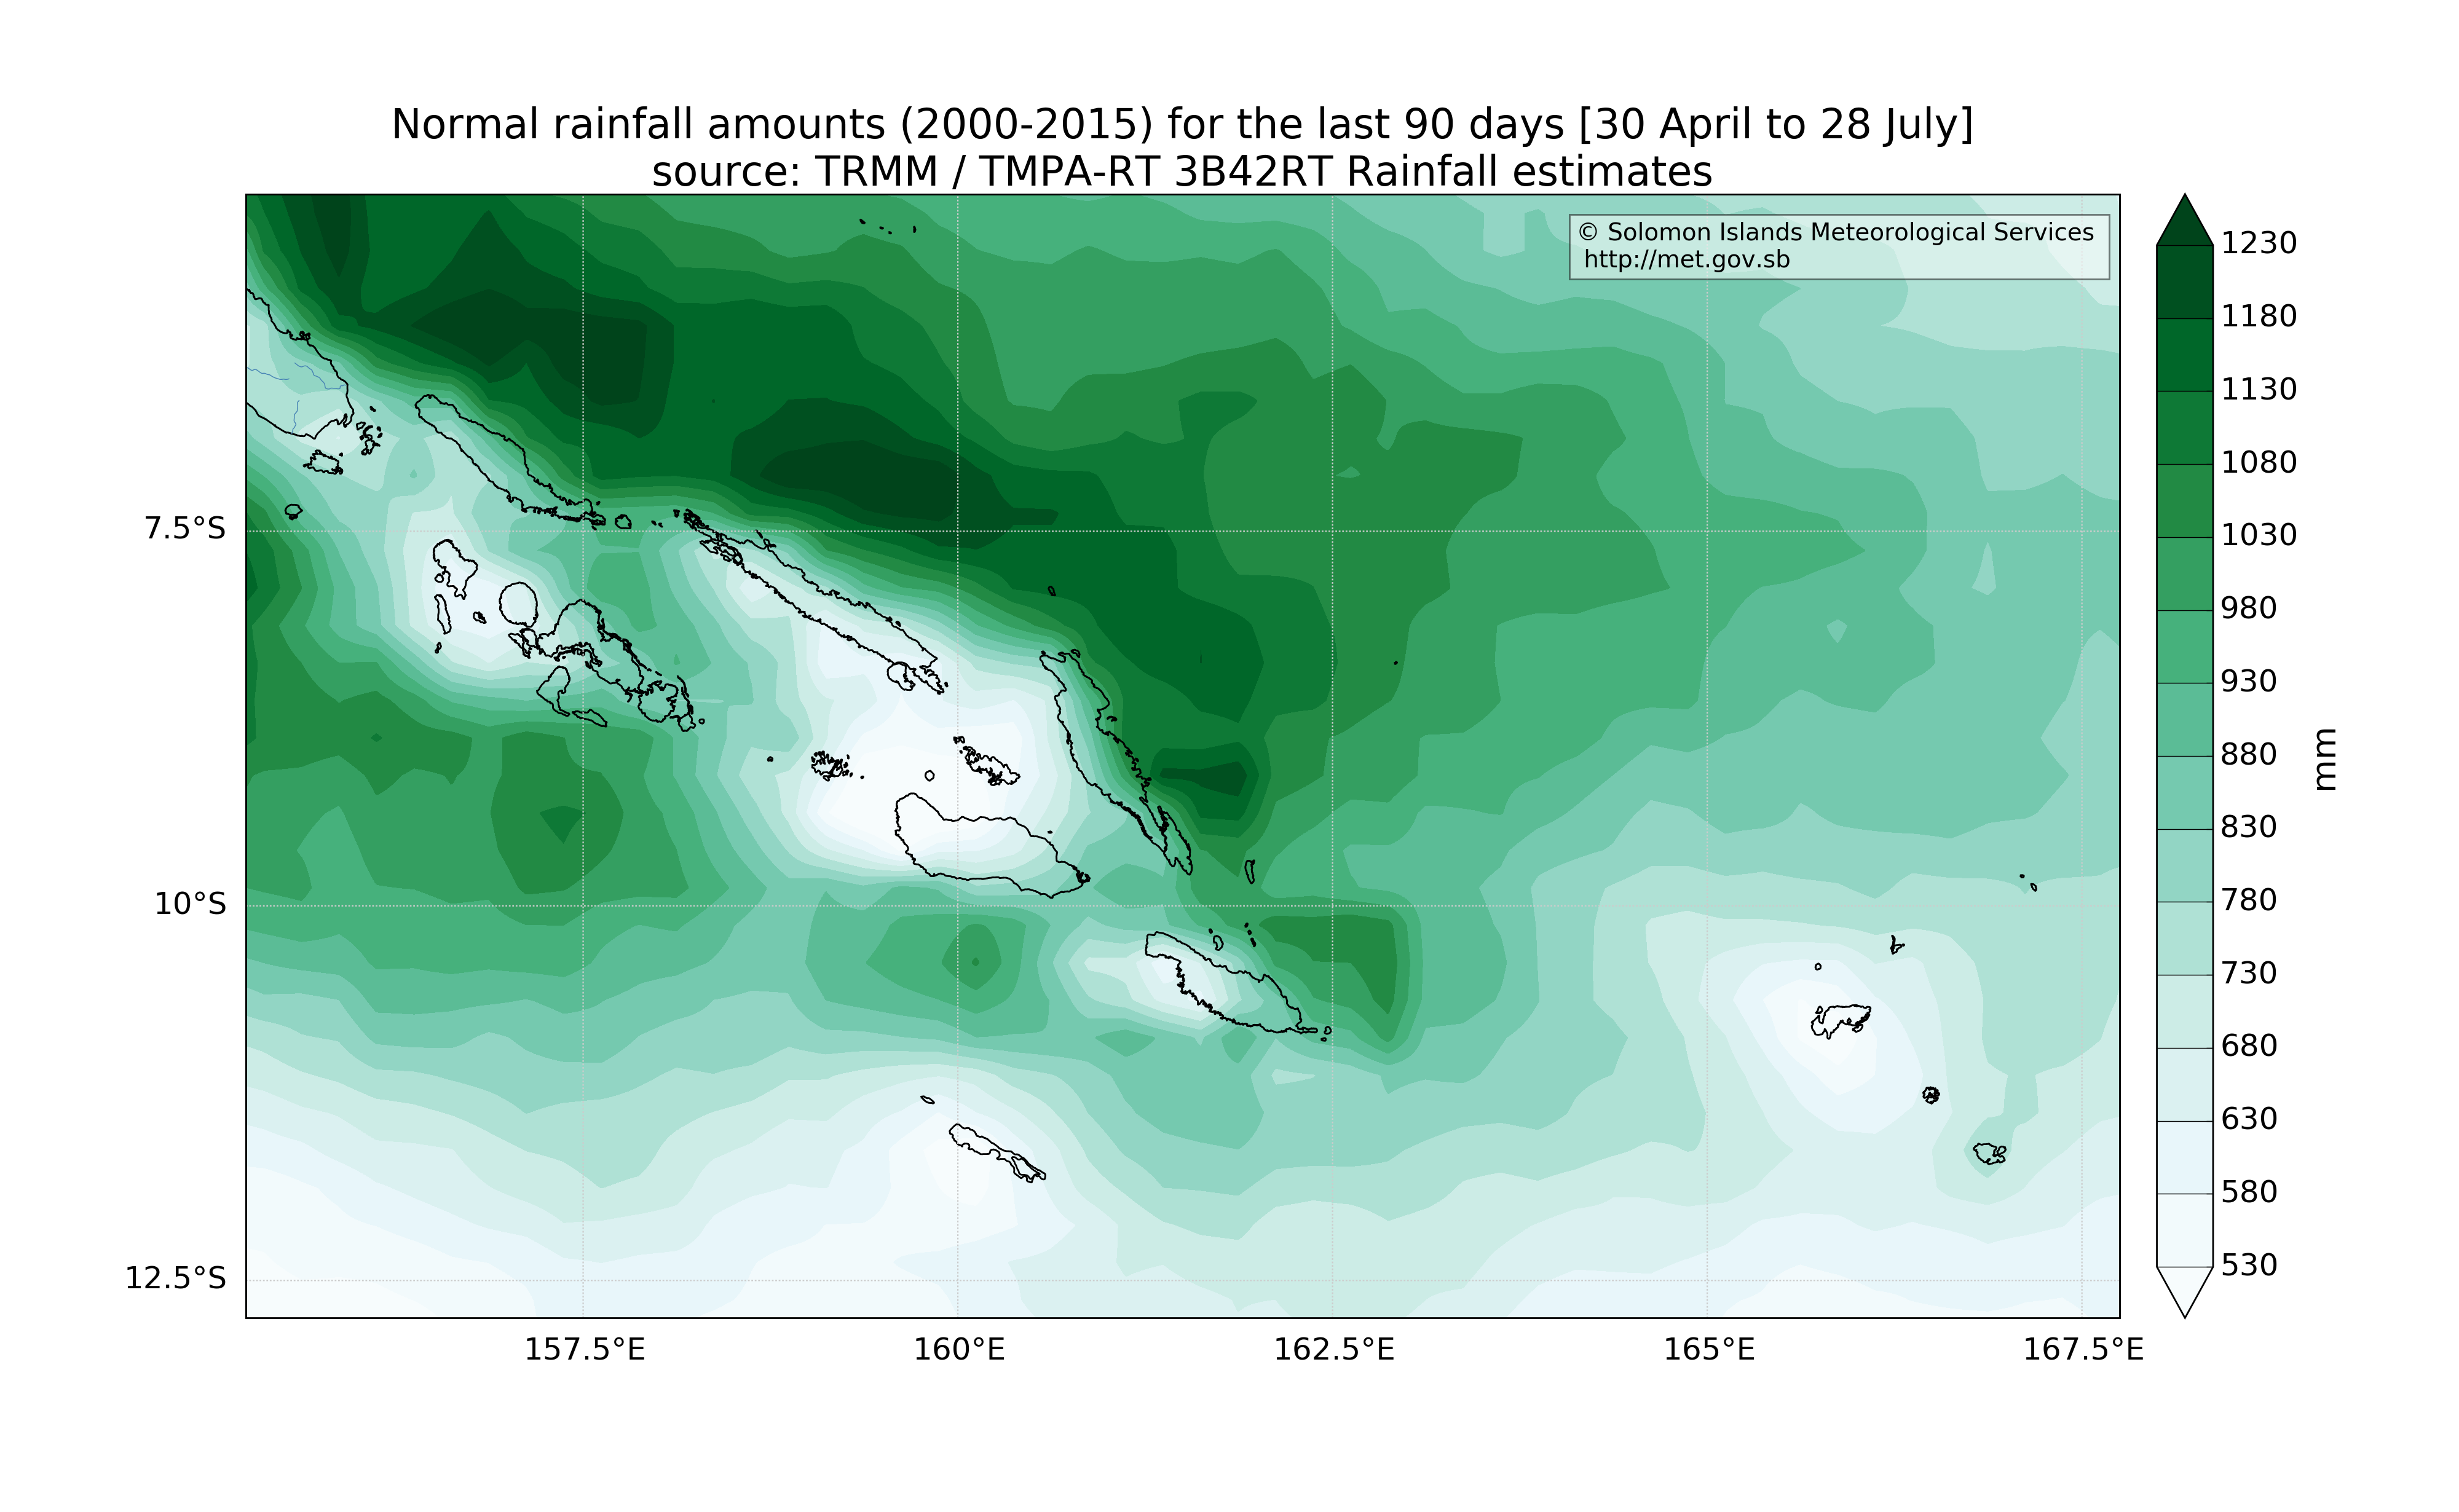 Normal rainfall amounts (2000-2015) for the last 90 days [30 April to 28 July]
source: TRMM / TMPA-RT 3B42RT Rainfall estimates
© Solomon Islands Meteorological Services
http://met.gov.sb
7.5°S
10°S
12.5°S
157.5°E
160°E
162.5°E
165°E
167.5°E
1230
1180
1130
1080
1030
980
930
880
830
780
730
680
630
580
530
mm